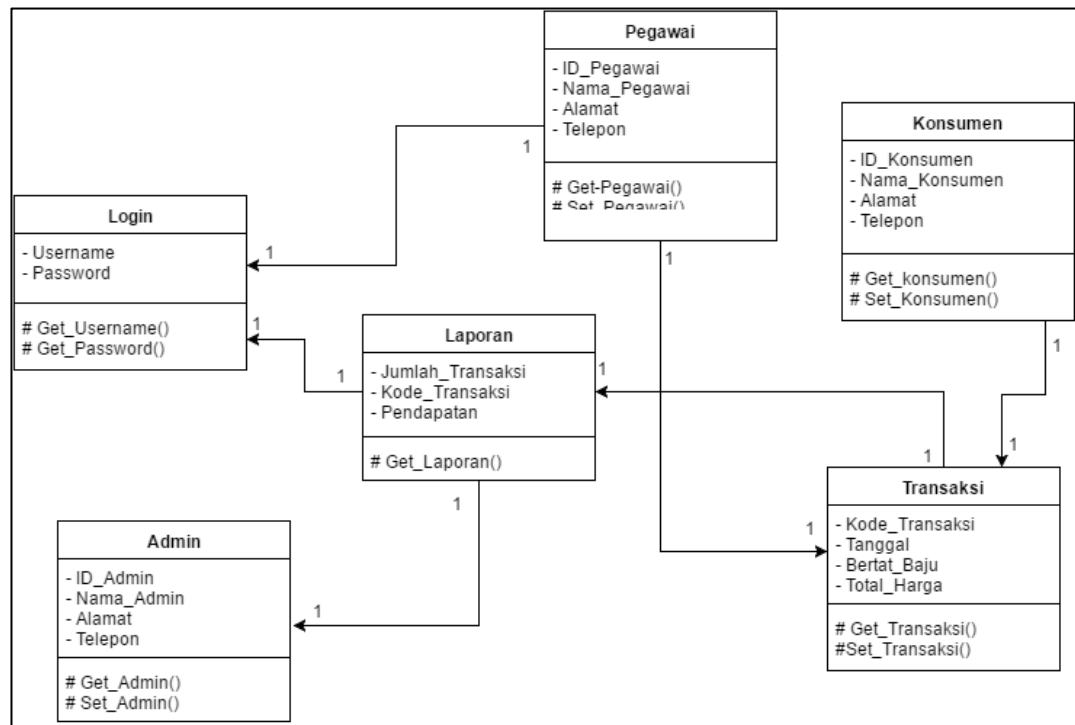 Pegawai
- ID_Pegawai
- Nama_Pegawai
- Alamat
- Telepon
# Get-Pegawai()
# Set_Pegawai()
1
1
Konsumen
- ID_Konsumen
- Nama_Konsumen
- Alamat
- Telepon
# Get_konsumen()
# Set_Konsumen()
1
Login
- Username
- Password
# Get_Username()
# Get_Password()
1
1
Laporan
- Jumlah_Transaksi
- Kode_Transaksi
- Pendapatan
# Get_Laporan()
1
1
1
Transaksi
- Kode_Transaksi
- Tanggal
- Bertat_Baju
- Total_Harga
# Get_Transaksi()
#Set_Transaksi()
1
1
1
Admin
- ID_Admin
- Nama_Admin
- Alamat
- Telepon
# Get_Admin()
# Set_Admin()
1